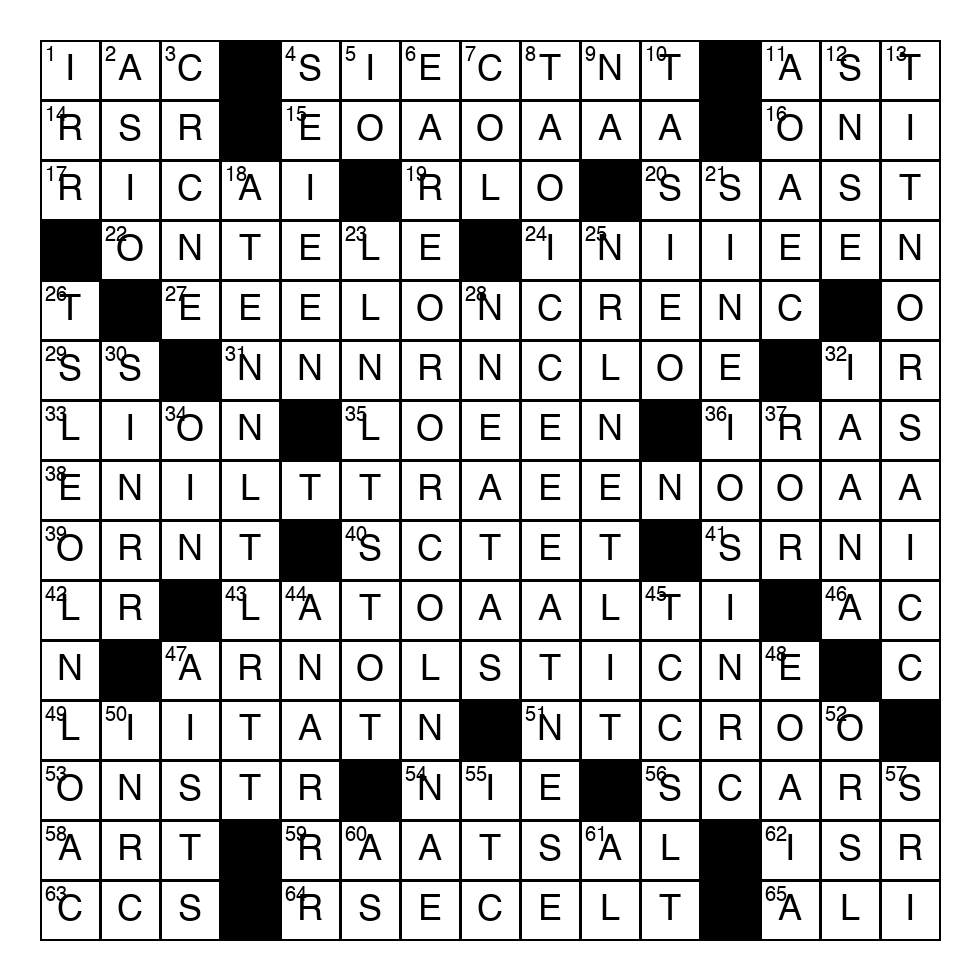 1 I 2 A 3 C 4 S 5 I 6 E 7 C 8 T 9 N 10 T 11 A 12 S 13 T
14 R S R 15 E O A O A A A 16 O N I
17 R I C 18 A I 19 R L O 20 S 21 S A S T
22 O N T E 23 L E 24 I 25 N I I E E N
26 T 27 E E E L O 28 N C R E N C O
29 S 30 S 31 N N N R N C L O E 32 I R
33 L I 34 O N 35 L O E E N 36 I 37 R A S
38 E N I L T T R A E E N O O A A
39 O R N T 40 S C T E T 41 S R N I
42 L R 43 L 44 A T O A A L 45 T I 46 A C
N 47 A R N O L S T I C N 48 E C
49 L 50 I I T A T N 51 N T C R O 52 O
53 O N S T R 54 N 55 I E 56 S C A R 57 S
58 A R T 59 R 60 A A T S 61 A L 62 I S R
63 C C S 64 R S E C E L T 65 A L I